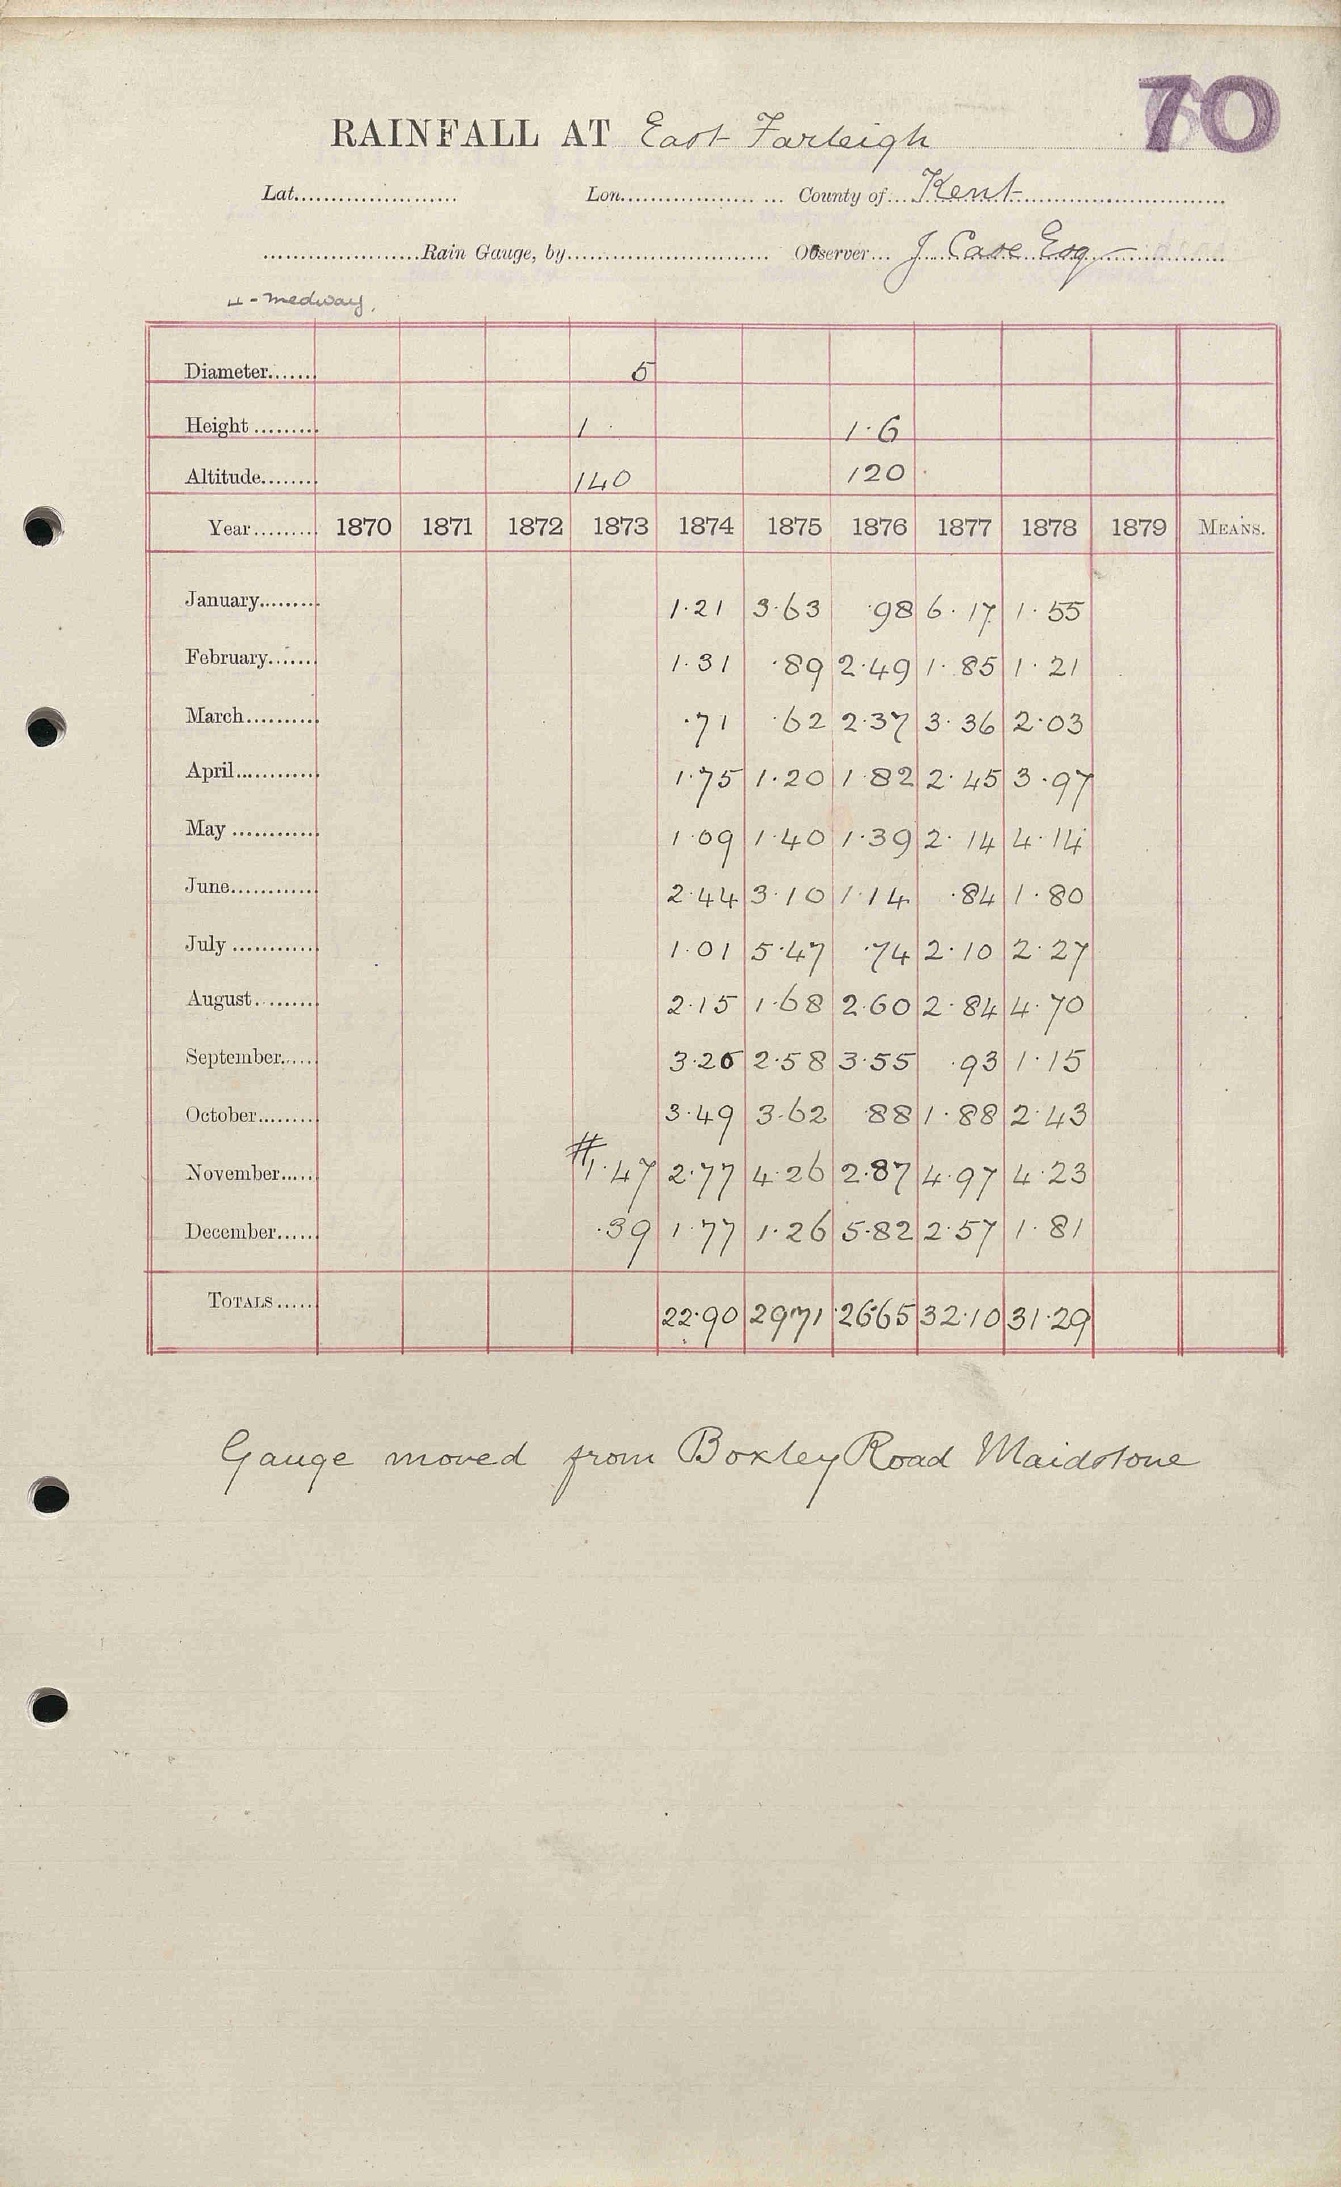 70
RAINFALL AT East Farleigh
Lat. Lon. County of Kent
Rain Gauge, by Observer J Case Esq
4 - medway.
Diameter 5
Height 1 1·6
Altitude 140 120
Year 1870 1871 1872 1873 1874 1875 1876 1877 1878 1879 MEANS.
January 1·21 3·63 ·98 6·17 1·55
February 1·31 ·89 2·49 1·85 1·21
March ·71 ·62 2·37 3·36 2·03
April 1·75 1·20 1·82 2·45 3·97
May 1·09 1·40 1·39 2·14 4·14
June 2·44 3·10 1·14 ·84 1·80
July 1·01 5·47 ·74 2·10 2·27
August 2·15 1·68 2·60 2·84 4·70
September 3·20 2·58 3·55 ·93 1·15
October 3·49 3·62 ·88 1·88 2·43
November #1·47 2·77 4·26 2·87 4·97 4·23
December ·39 1·77 1·26 5·82 2·57 1·81
TOTALS 22·90 29·71 26·65 32·10 31·29
Gauge moved from Boxley Road Maidstone